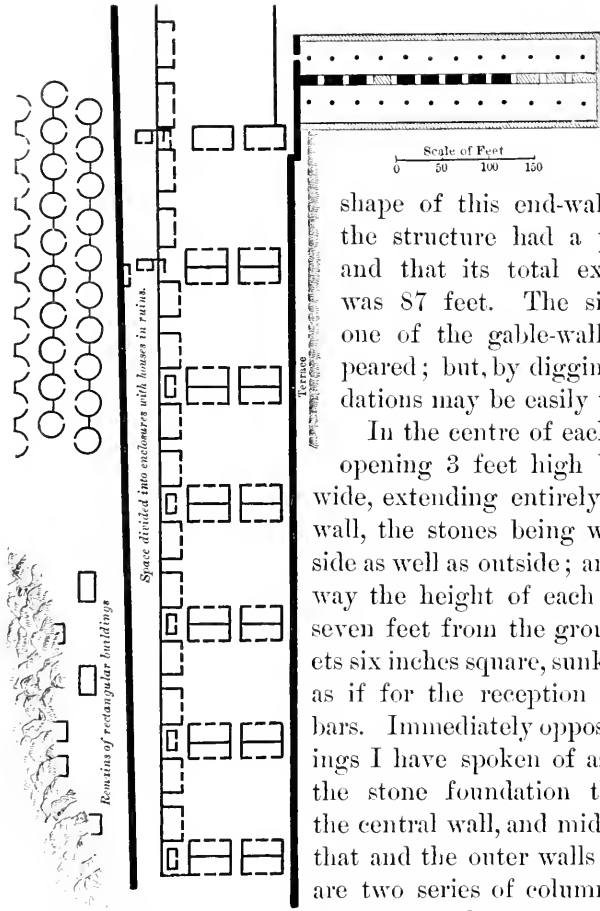 Scale of Feet
0 50 100 150
Space divided into enclosures with houses in ruins.
Terrace
Remains of rectangular buildings
shape of this end-wal
the structure had a
and that its total ex
was 87 feet. The si
one of the gable-wall
peared; but, by diggin
dations may be easily
In the centre of eac
opening 3 feet high
wide, extending entirely
wall, the stones being w
side as well as outside; a
way the height of each
seven feet from the grou
ets six inches square, sunk
as if for the reception
bars. Immediately oppos
ings I have spoken of a
the stone foundation t
the central wall, and mid
that and the outer walls
are two series of colum